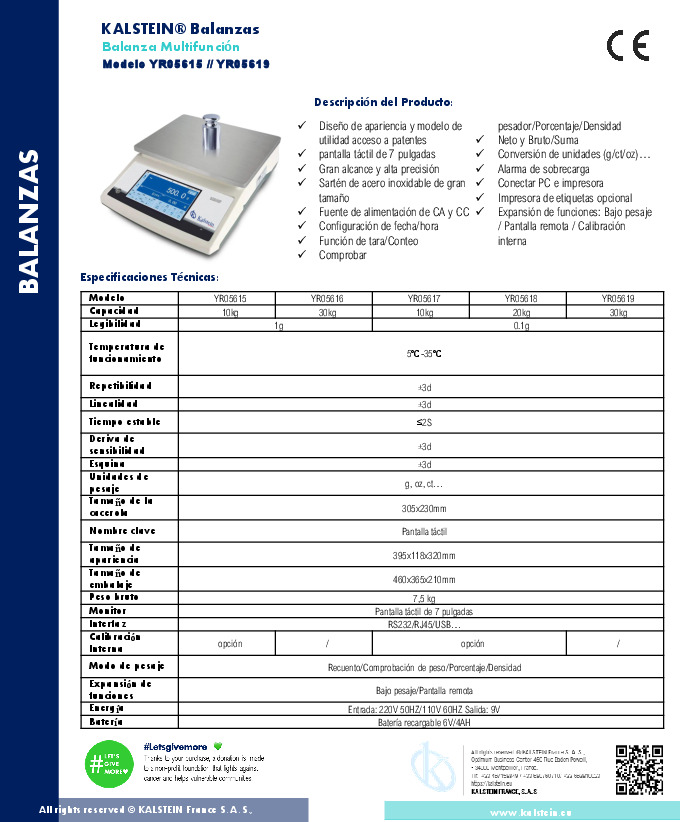 KALSTEIN® Balanzas
Balanza Multifunción
Modelo YR05615 // YR05619
CE
BALANZAS
Descripción del Producto:
✓ Diseño de apariencia y modelo de
utilidad acceso a patentes
✓ pantalla táctil de 7 pulgadas
✓ Gran alcance y alta precisión
✓ Sartén de acero inoxidable de gran
tamaño
✓ Fuente de alimentación de CA y CC
✓ Configuración de fecha/hora
✓ Función de tara/Conteo
✓ Comprobar
pesador/Porcentaje/Densidad
✓ Neto y Bruto/Suma
✓ Conversión de unidades (g/ct/oz)…
✓ Alarma de sobrecarga
✓ Conectar PC e impresora
✓ Impresora de etiquetas opcional
✓ Expansión de funciones: Bajo pesaje
/ Pantalla remota / Calibración
interna
500.0
Kalstein
Especificaciones Técnicas:
Modelo YR05615 YR05616 YR05617 YR05618 YR05619
Capacidad 10kg 30kg 10kg 20kg 30kg
Legibilidad 1g 0.1g
Temperatura de
funcionamiento 5℃ -35℃
Repetibilidad ±3d
Linealidad ±3d
Tiempo estable ≤2S
Deriva de
sensibilidad ±3d
Esquina ±3d
Unidades de
pesaje g, oz, ct…
Tamaño de la
cacerola 305x230mm
Nombre clave Pantalla táctil
Tamaño de
apariencia 395x118x320mm
Tamaño de
embalaje 460x365x210mm
Peso bruto 7,5 kg
Monitor Pantalla táctil de 7 pulgadas
Interfaz RS232/RJ45/USB…
Calibración
Interna opción / opción /
Modo de pesaje Recuento/Comprobación de peso/Porcentaje/Densidad
Expansión de
funciones Bajo pesaje/Pantalla remota
Energía Entrada: 220V 50HZ/110V 60HZ Salida: 9V
Batería Batería recargable 6V/4AH
# LET'S
GIVE
MORE
#Letsgivemore
Thanks to your purchase, a donation is made
to a non-profit foundation that fights against
cancer and helps vulnerable communities.
All rights reserved ® KALSTEIN France S. A. S.,
Optimum Business Center 450 Rue Baden Powell,
34000 Montpellier, France.
https://kalstein.eu
KALSTEIN FRANCE, S.A.S
All rights reserved © KALSTEIN France S.A.S.,
www.kalstein.eu